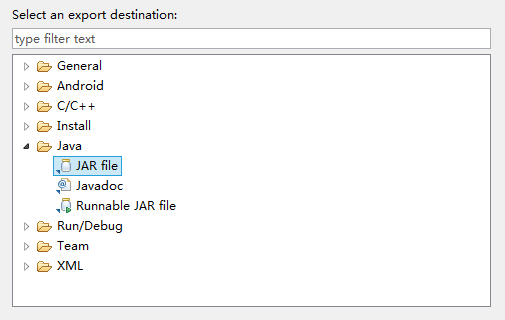 Select an export destination:
type filter text
General
Android
C/C++
Install
Java
JAR file
Javadoc
Runnable JAR file
Run/Debug
Team
XML